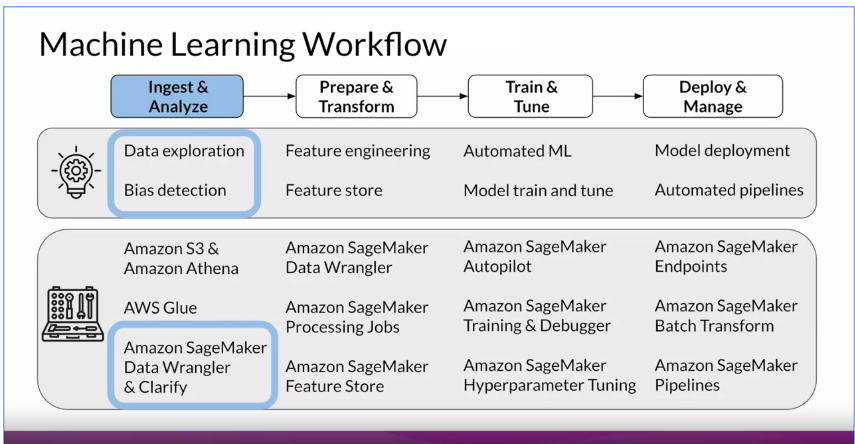 Machine Learning Workflow
Ingest &
Analyze
Prepare &
Transform
Train &
Tune
Deploy &
Manage
Data exploration
Bias detection
Feature engineering
Feature store
Automated ML
Model train and tune
Model deployment
Automated pipelines
Amazon S3 &
Amazon Athena
AWS Glue
Amazon SageMaker
Data Wrangler
& Clarify
Amazon SageMaker
Data Wrangler
Amazon SageMaker
Processing Jobs
Amazon SageMaker
Feature Store
Amazon SageMaker
Autopilot
Amazon SageMaker
Training & Debugger
Amazon SageMaker
Hyperparameter Tuning
Amazon SageMaker
Endpoints
Amazon SageMaker
Batch Transform
Amazon SageMaker
Pipelines